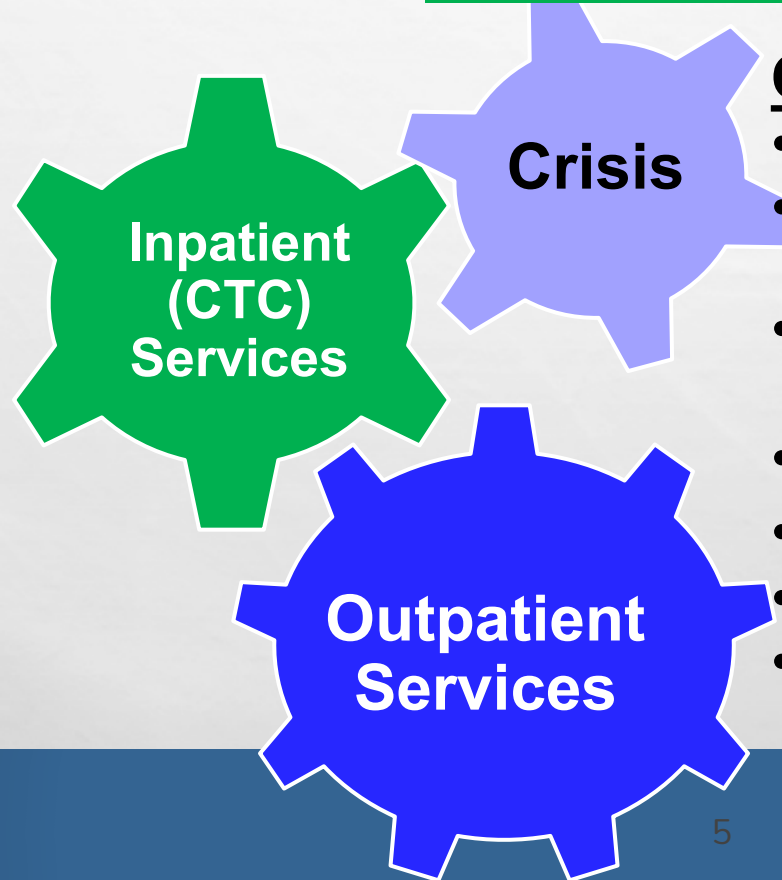 Crisis
Inpatient
(CTC)
Services
Outpatient
Services
5